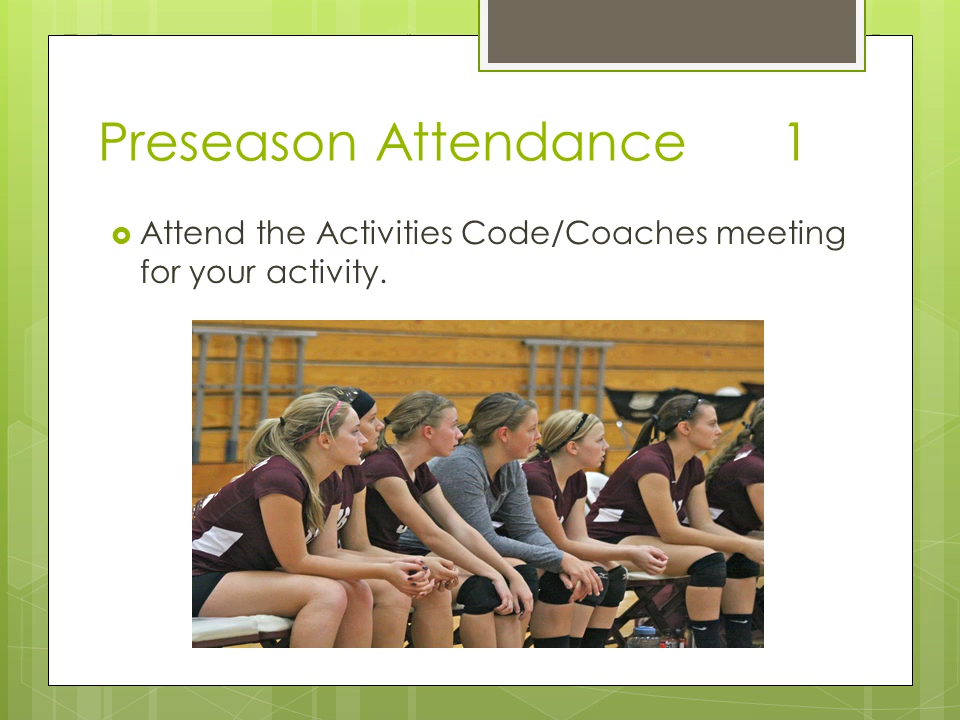 Preseason Attendance 1
Attend the Activities Code/Coaches meeting
for your activity.